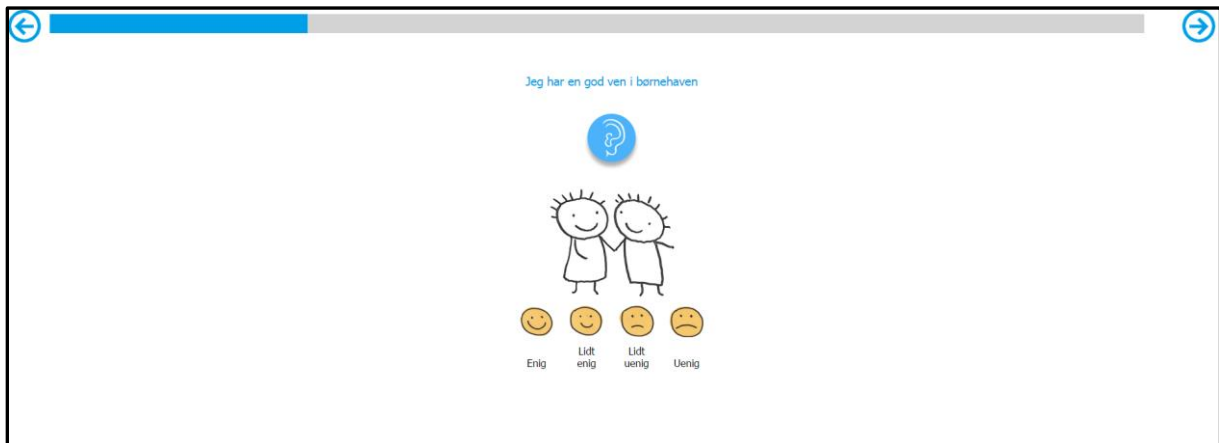 Jeg har en god ven i børnehaven
Enig
Lidt enig
Lidt uenig
Uenig